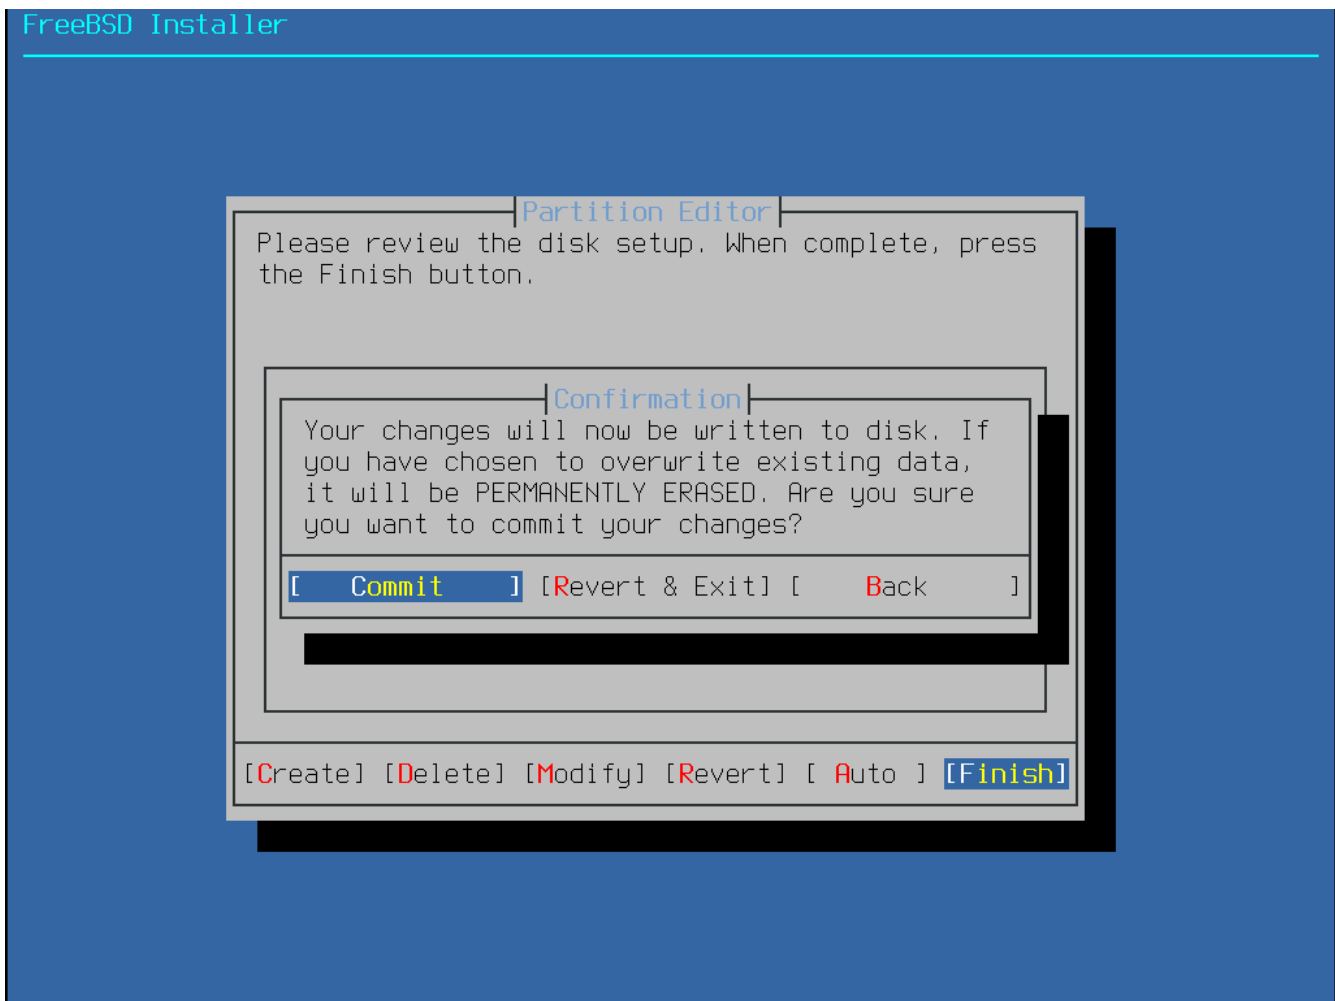 FreeBSD Installer
Partition Editor
Please review the disk setup. When complete, press
the Finish button.
Confirmation
Your changes will now be written to disk. If
you have chosen to overwrite existing data,
it will be PERMANENTLY ERASED. Are you sure
you want to commit your changes?
[ Commit ] [Revert & Exit] [ Back ]
[Create] [Delete] [Modify] [Revert] [ Auto ] [Finish]